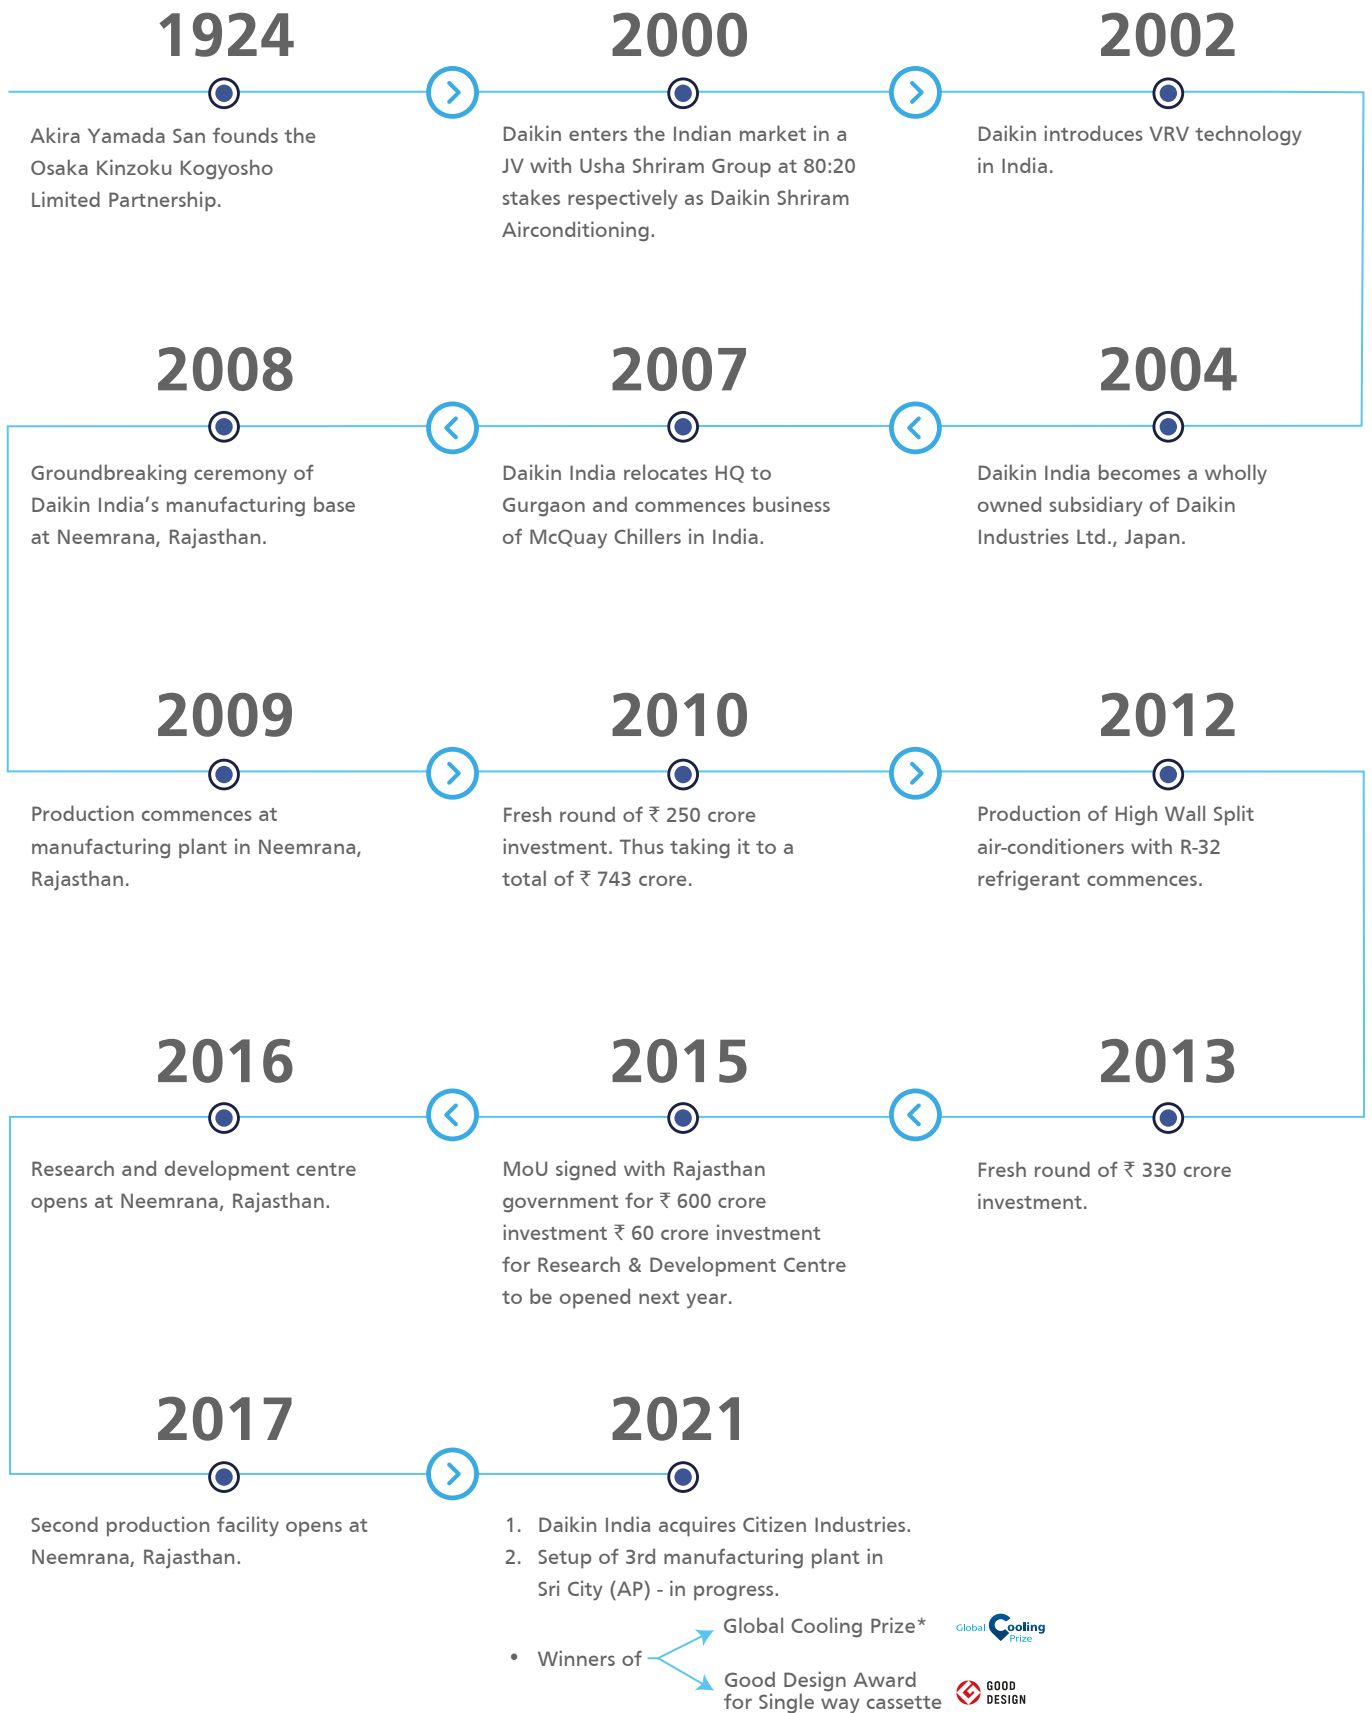 1924
Akira Yamada San founds the
Osaka Kinzoku Kogyosho
Limited Partnership.
2000
Daikin enters the Indian market in a
JV with Usha Shriram Group at 80:20
stakes respectively as Daikin Shriram
Airconditioning.
2002
Daikin introduces VRV technology
in India.
2004
Daikin India becomes a wholly
owned subsidiary of Daikin
Industries Ltd., Japan.
2007
Daikin India relocates HQ to
Gurgaon and commences business
of McQuay Chillers in India.
2008
Groundbreaking ceremony of
Daikin India‘s manufacturing base
at Neemrana, Rajasthan.
2009
Production commences at
manufacturing plant in Neemrana,
Rajasthan.
2010
Fresh round of ₹ 250 crore
investment. Thus taking it to a
total of ₹ 743 crore.
2012
Production of High Wall Split
air-conditioners with R-32
refrigerant commences.
2013
Fresh round of ₹ 330 crore
investment.
2015
MoU signed with Rajasthan
government for ₹ 600 crore
investment ₹ 60 crore investment
for Research & Development Centre
to be opened next year.
2016
Research and development centre
opens at Neemrana, Rajasthan.
2017
Second production facility opens at
Neemrana, Rajasthan.
2021
1. Daikin India acquires Citizen Industries.
2. Setup of 3rd manufacturing plant in
Sri City (AP) - in progress.
• Winners of
Global Cooling Prize*
Global Cooling
Prize
Good Design Award
for Single way cassette
GOOD
DESIGN